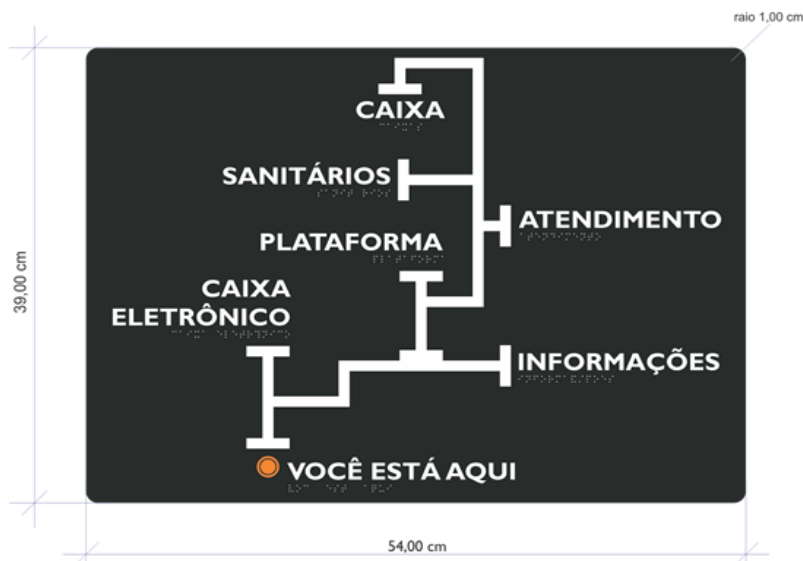 raio 1,00 cm
CAIXA
SANITÁRIOS
ATENDIMENTO
PLATAFORMA
CAIXA
ELETRÔNICO
39,00 cm
INFORMAÇÕES
VOCÊ ESTÁ AQUI
54,00 cm